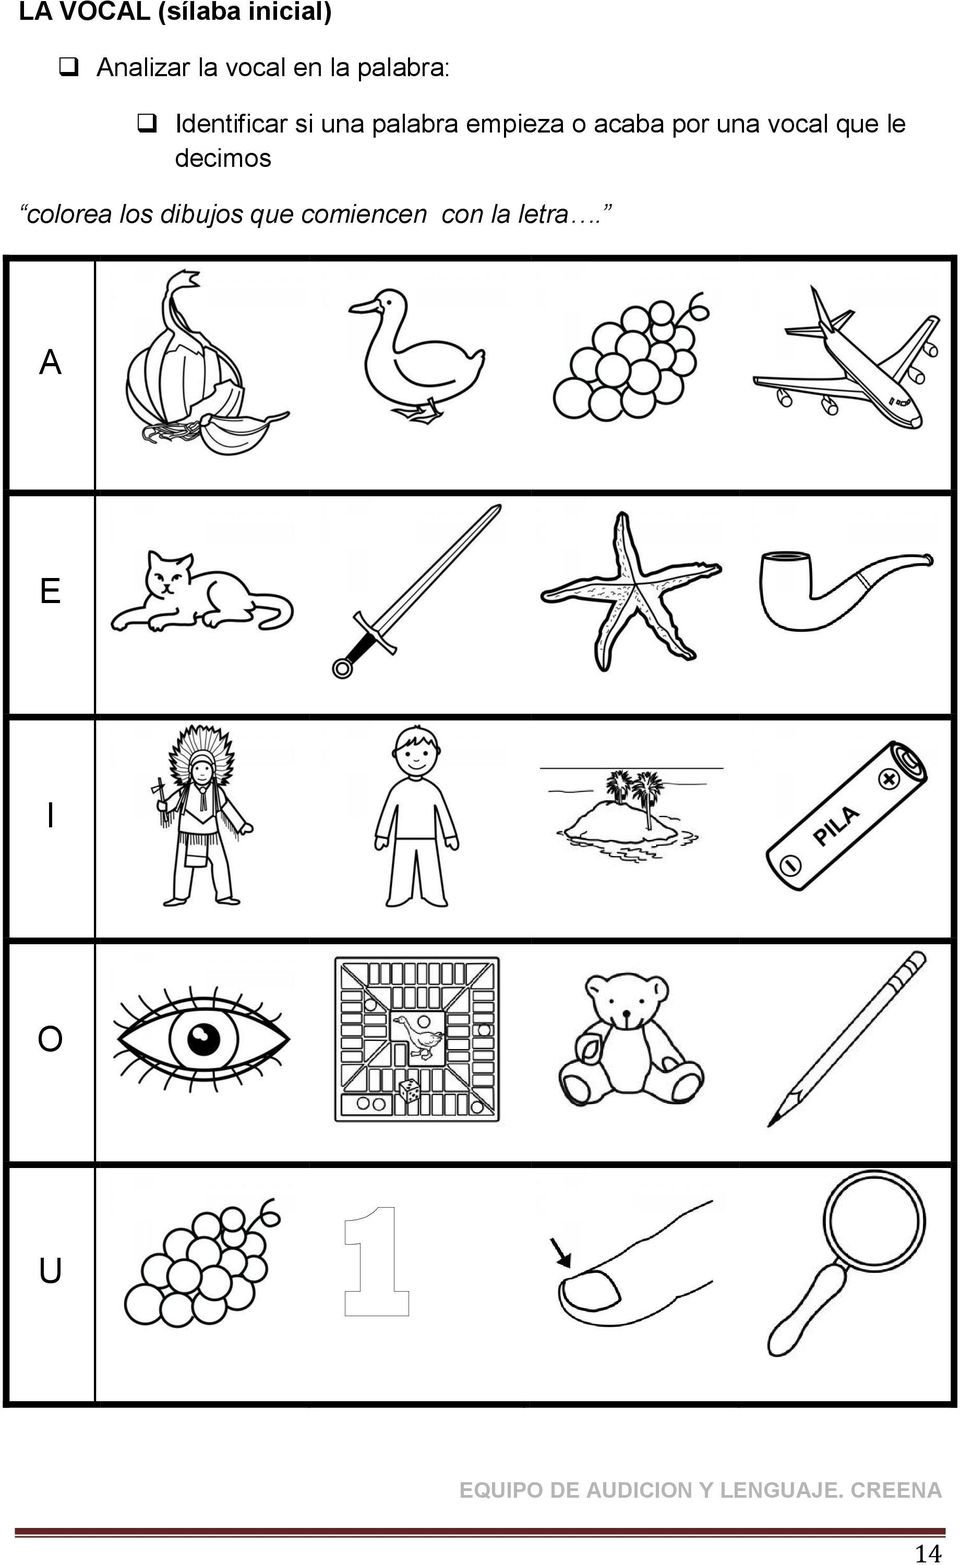 LA VOCAL (sílaba inicial)
❑ Analizar la vocal en la palabra:
❑ Identificar si una palabra empieza o acaba por una vocal que le
decimos
“colorea los dibujos que comiencen con la letra….”
A
E
I
PILA
O
U
1
EQUIPO DE AUDICION Y LENGUAJE. CREENA
14